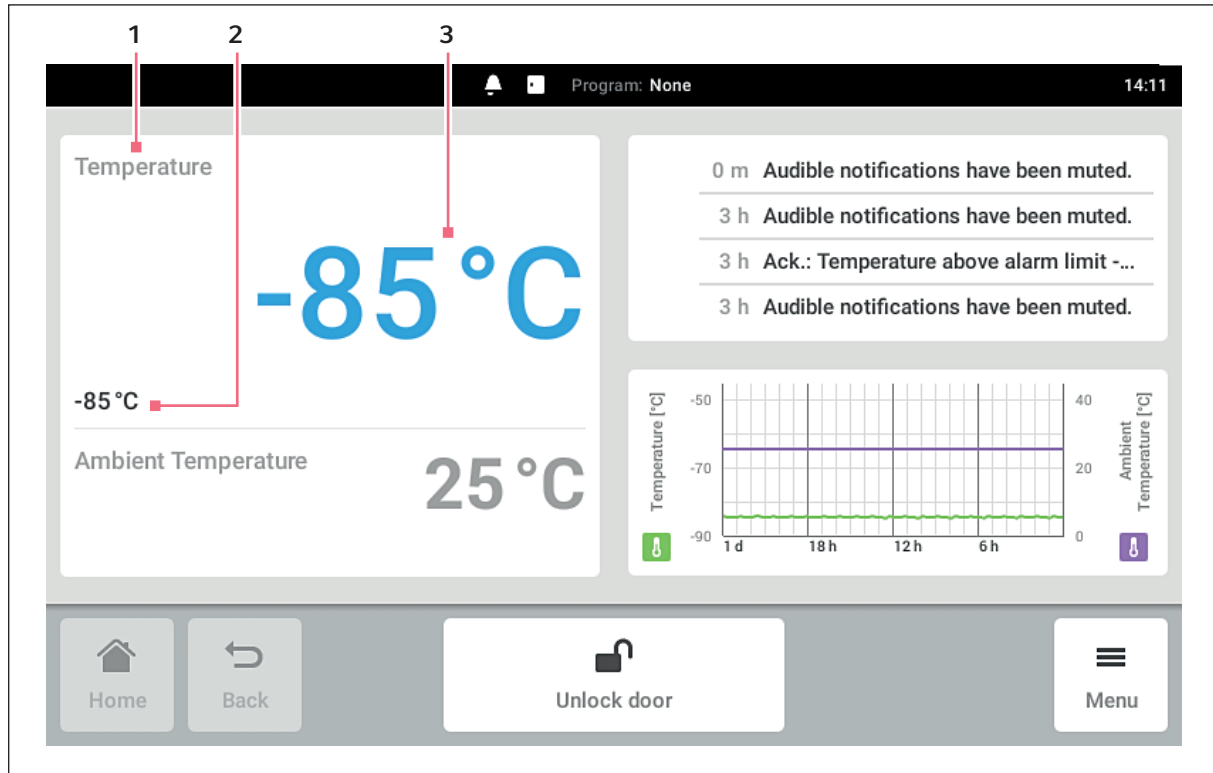 1 2 3
Program: None 14:11
Temperature
-85 °C
-85 °C
Ambient Temperature
25 °C
0 m Audible notifications have been muted.
3 h Audible notifications have been muted.
3 h Ack.: Temperature above alarm limit -...
3 h Audible notifications have been muted.
Temperature [°C]
-50
-70
-90
1 d 18 h 12 h 6 h
40
20
0
Ambient
Temperature [°C]
Home
Back
Unlock door
Menu